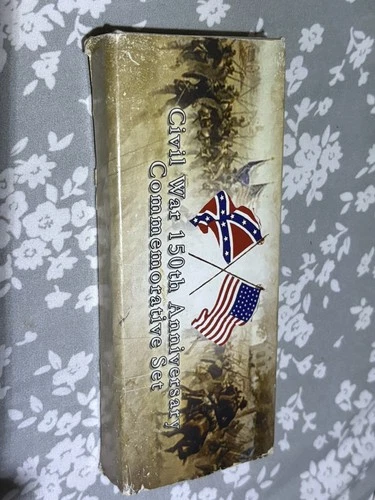 Civil War 150th Anniversary
Commemorative Set